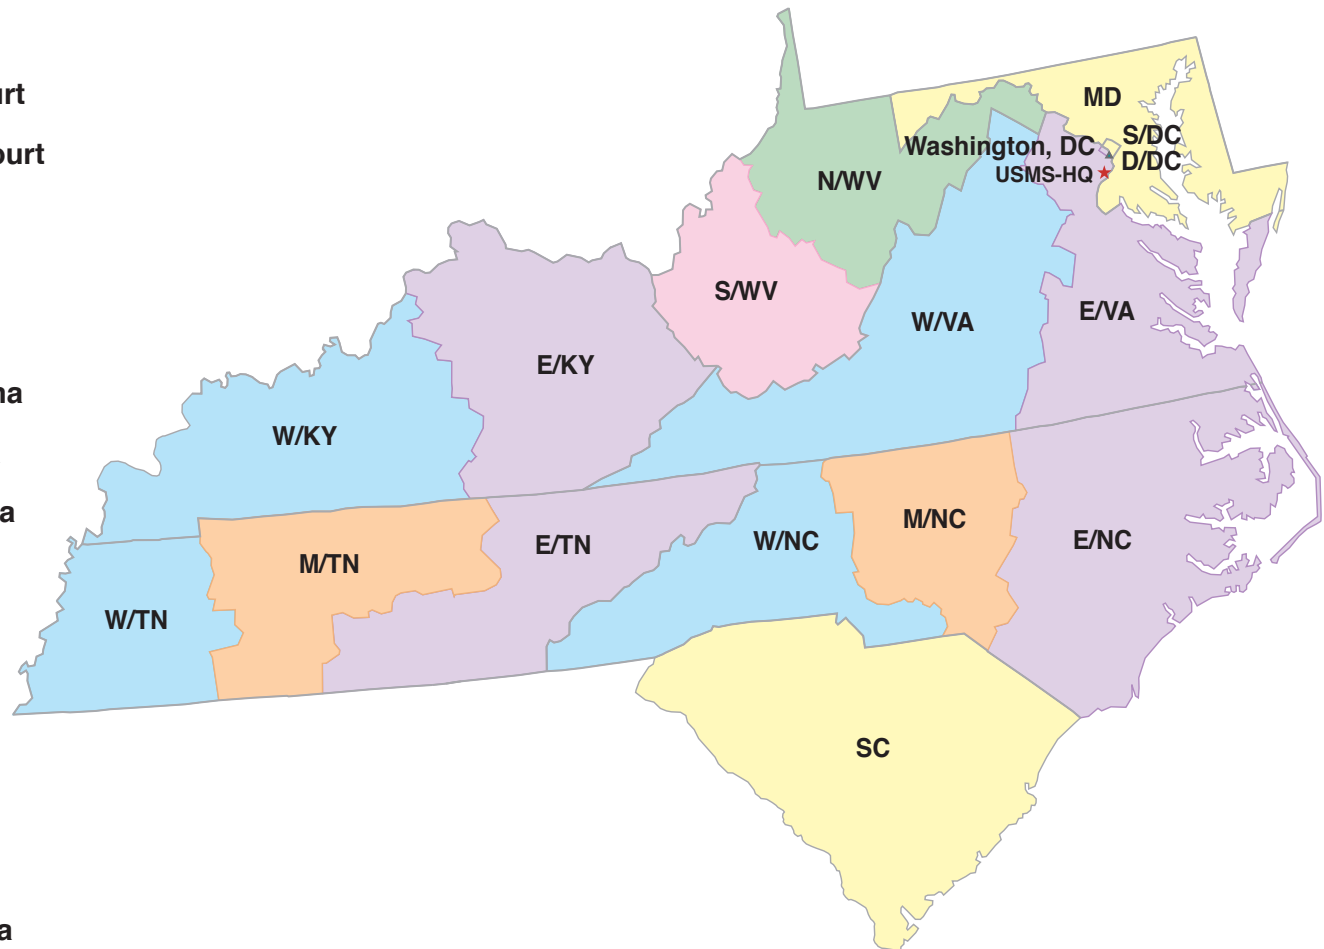 MD
S/DC
Washington, DC
D/DC
USMS-HQ
N/WV
S/WV
E/VA
W/VA
E/KY
W/KY
M/NC
E/NC
W/NC
E/TN
M/TN
W/TN
SC